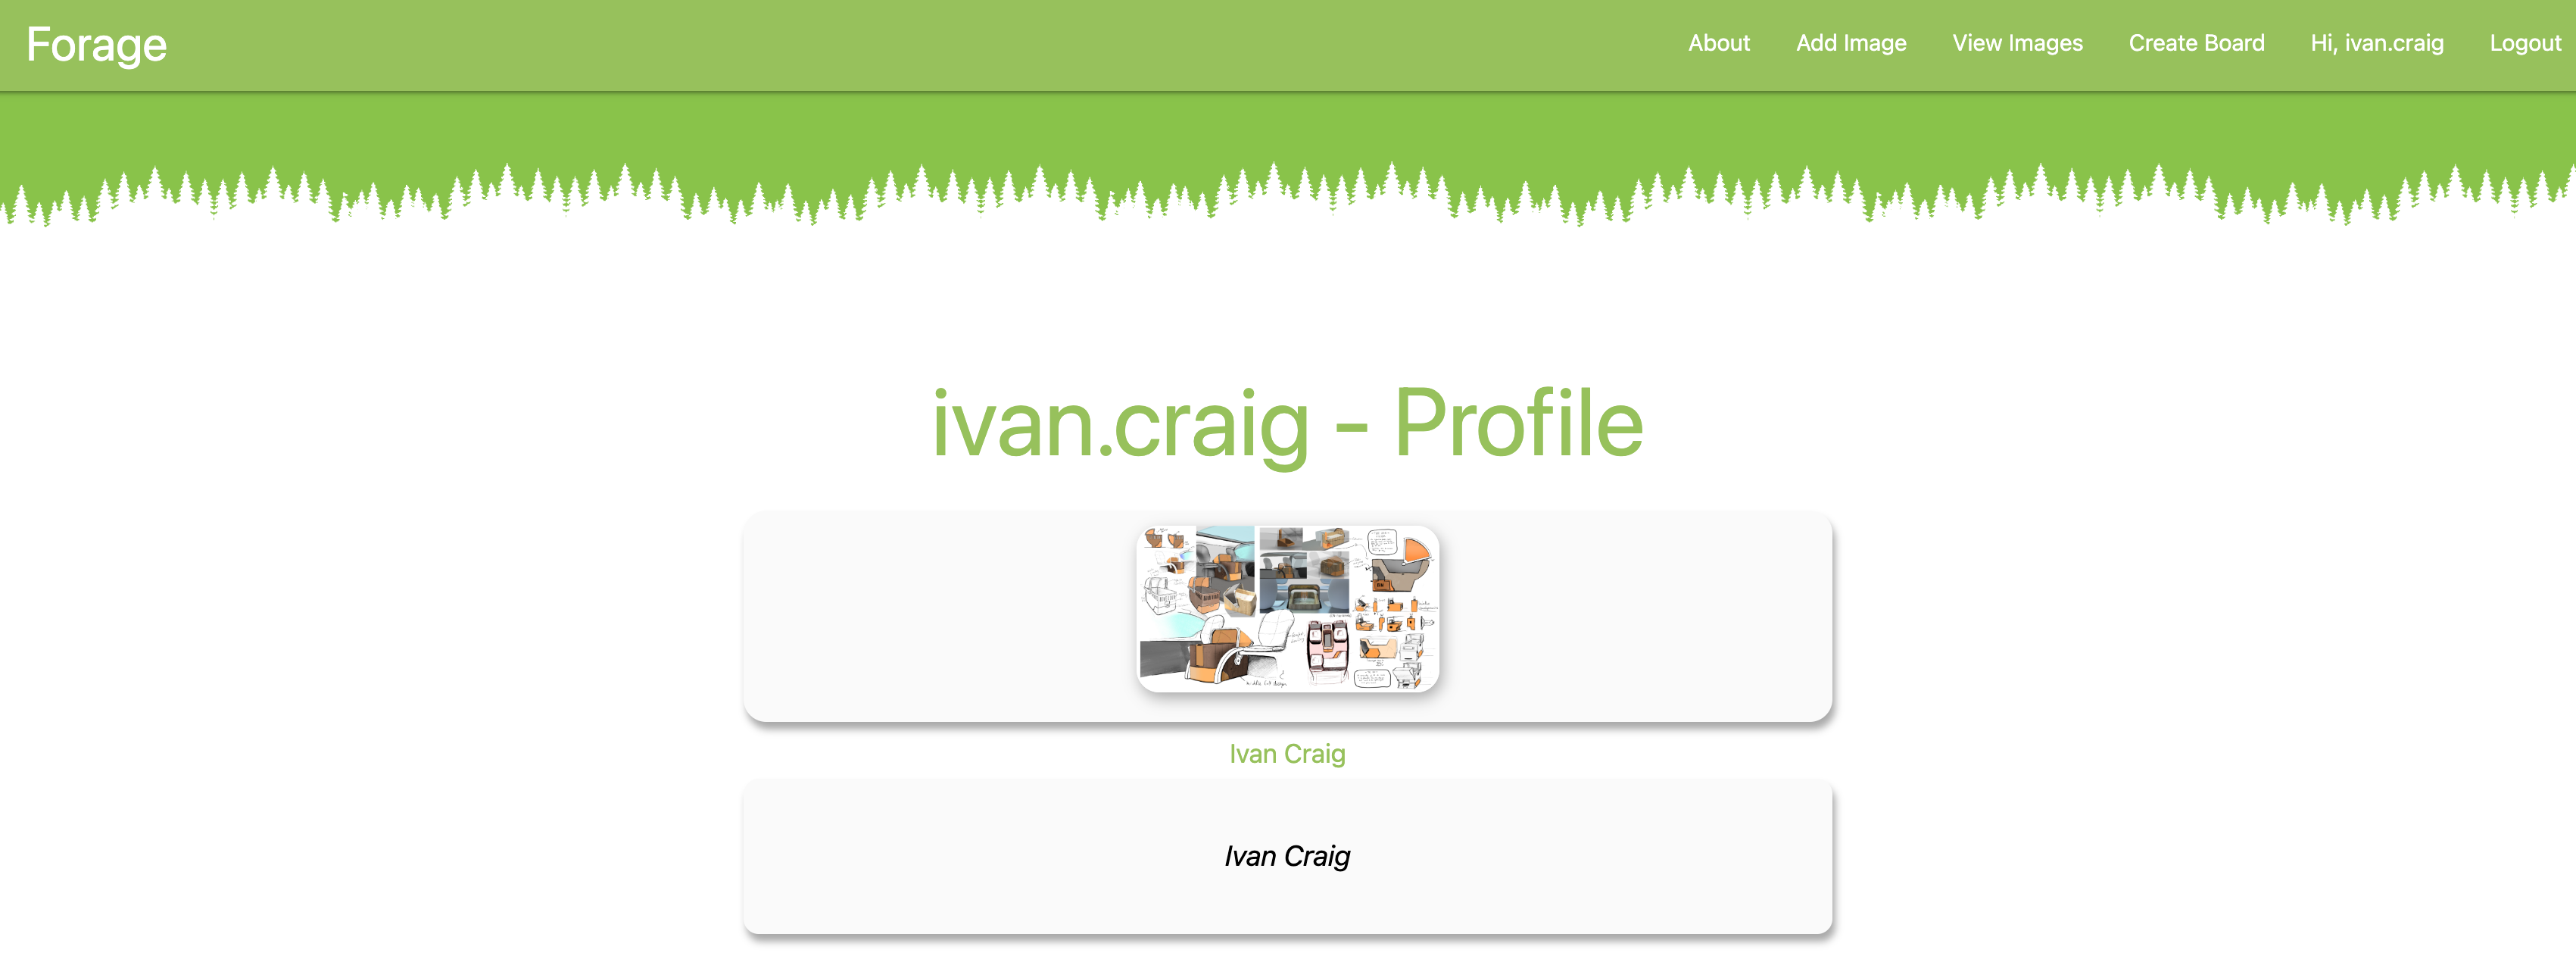 Forage
About Add Image View Images Create Board Hi, ivan.craig Logout
ivan.craig - Profile
Ivan Craig
Ivan Craig